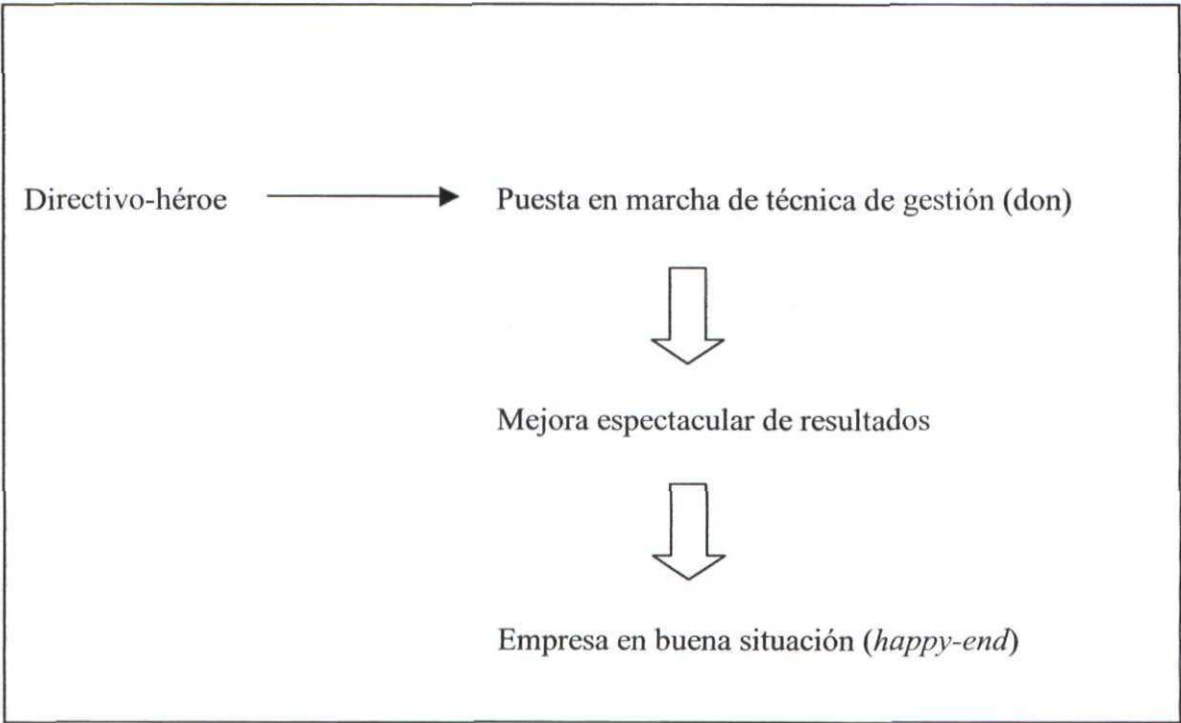 Directivo-héroe
Puesta en marcha de técnica de gestión (don)
Mejora espectacular de resultados
Empresa en buena situación (happy-end)